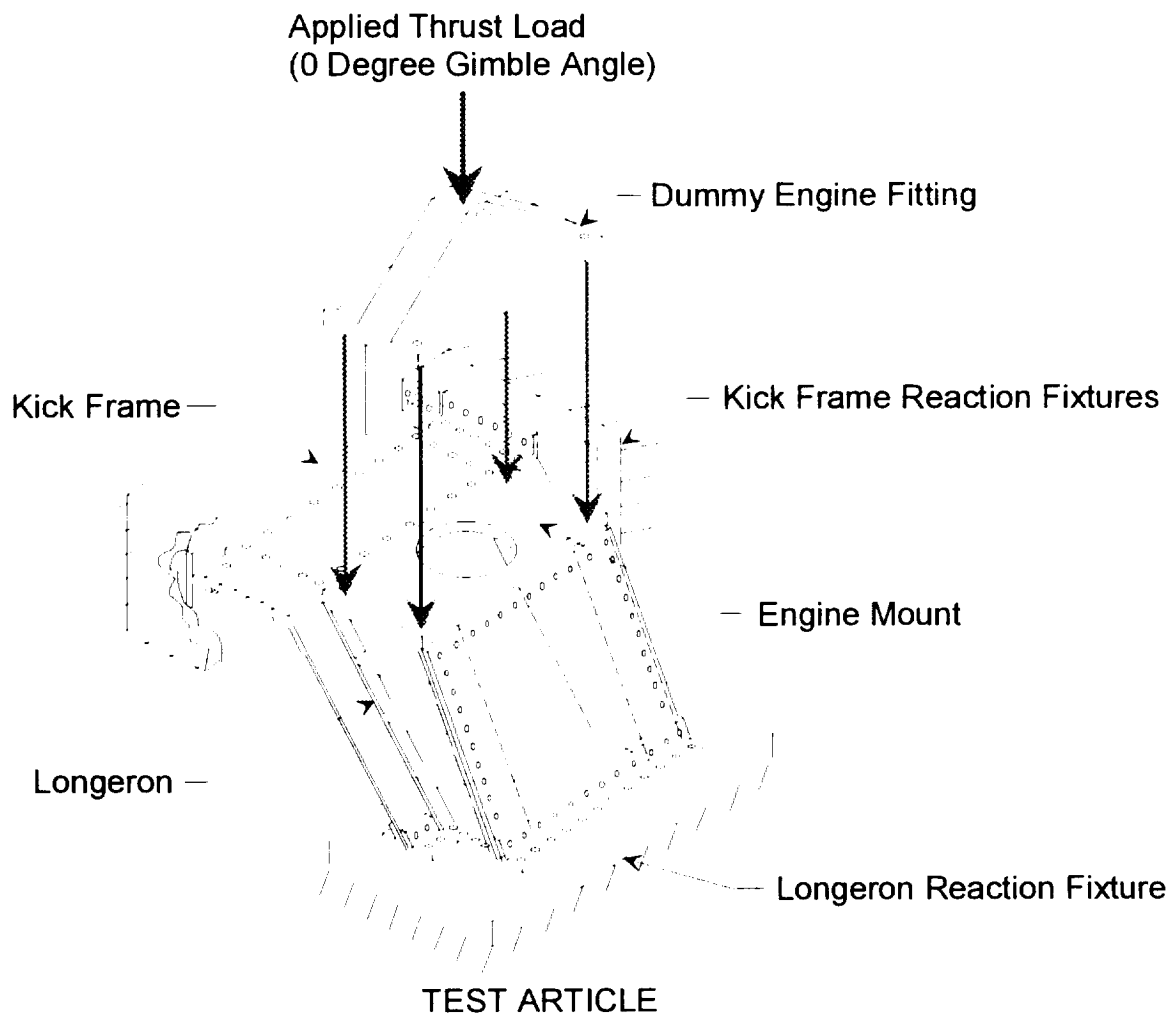 Applied Thrust Load
(0 Degree Gimble Angle)
Dummy Engine Fitting
Kick Frame
Kick Frame Reaction Fixtures
Engine Mount
Longeron
Longeron Reaction Fixture
TEST ARTICLE